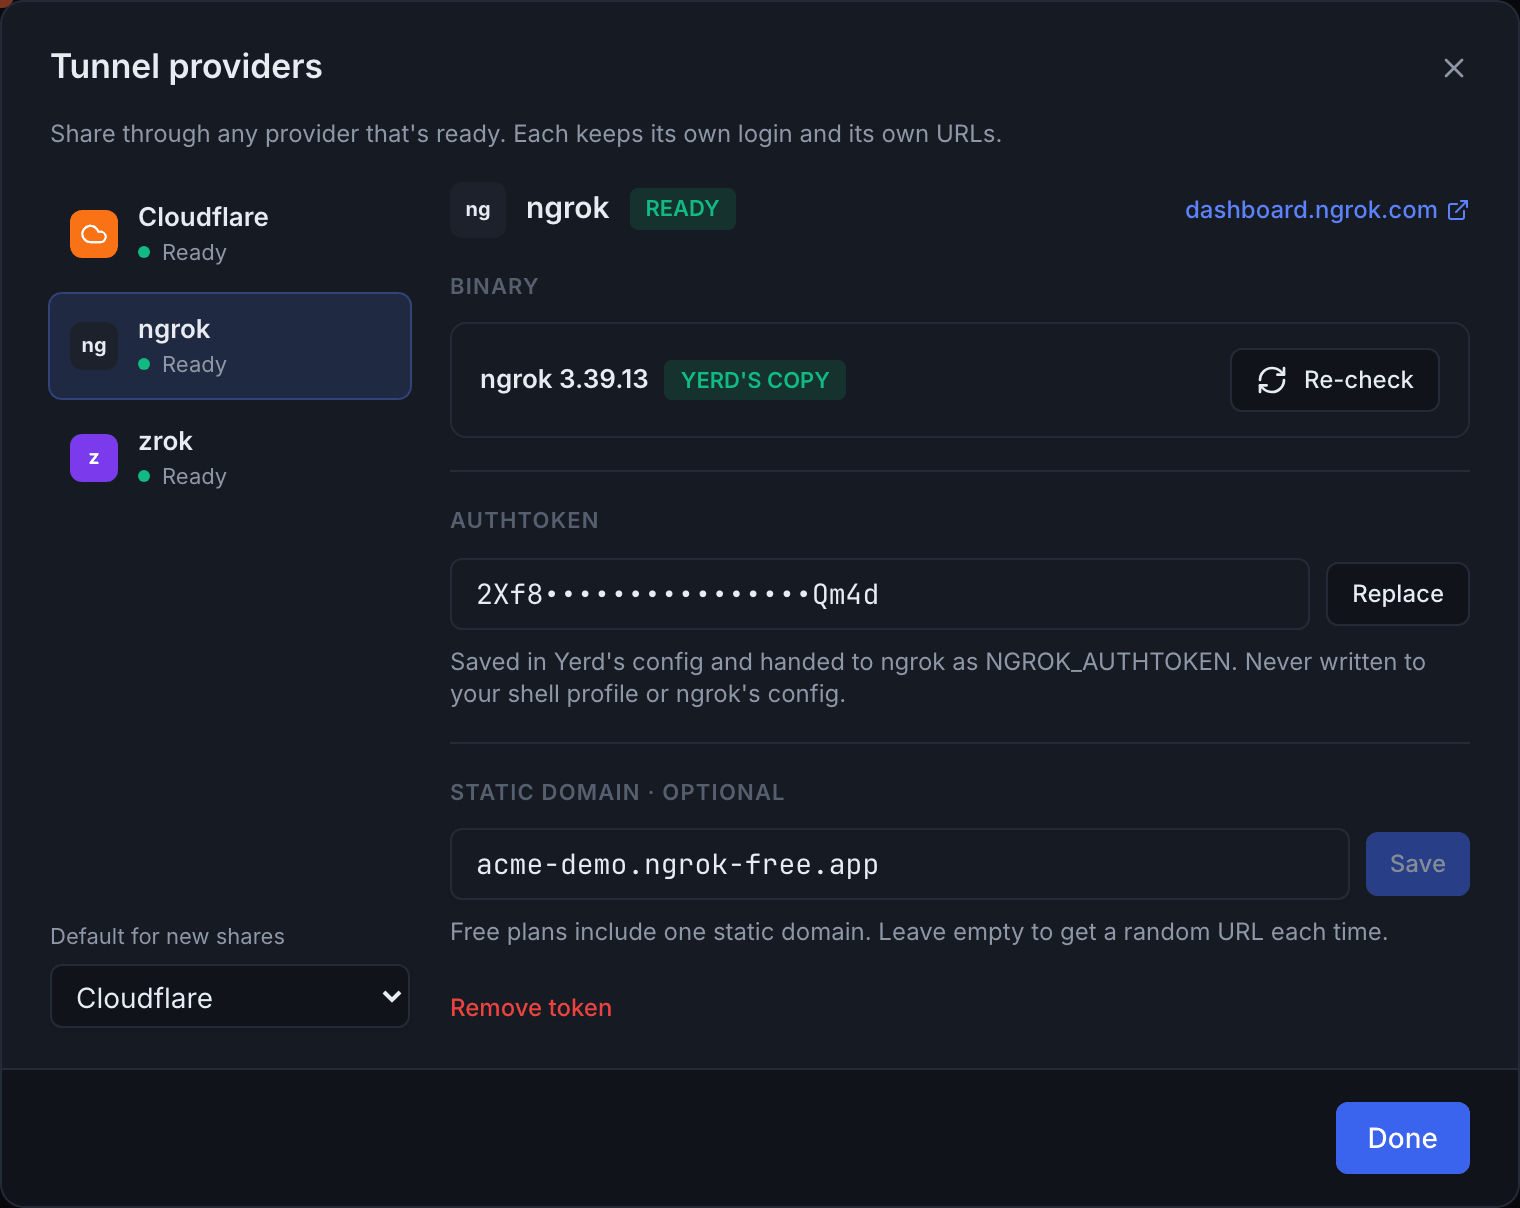 Tunnel providers
Share through any provider that's ready. Each keeps its own login and its own URLs.
Cloudflare
Ready
ng
ngrok
Ready
z
zrok
Ready
Default for new shares
Cloudflare
ng
ngrok
READY
dashboard.ngrok.com
BINARY
ngrok 3.39.13
YERD'S COPY
Re-check
AUTHTOKEN
2Xf8••••••••••••••••Qm4d
Replace
Saved in Yerd's config and handed to ngrok as NGROK_AUTHTOKEN. Never written to
your shell profile or ngrok's config.
STATIC DOMAIN · OPTIONAL
acme-demo.ngrok-free.app
Save
Free plans include one static domain. Leave empty to get a random URL each time.
Remove token
Done